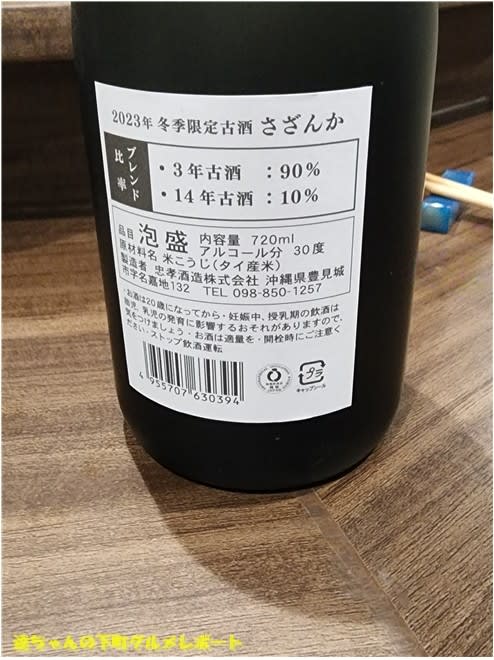 2023年 冬季限定古酒 さざんか
ブレンド
比率
・3年古酒 :90%
・14年古酒 :10%
品目 泡盛 内容量 720ml
アルコール分 30度
原材料名 米こうじ(タイ産米)
製造者 忠孝酒造株式会社 沖縄県豊見城
市字名嘉地132 TEL 098-850-1257
・お酒は20歳になってから・妊娠中、授乳期の飲酒は
胎児、乳児の発育に影響するおそれがありますので、
気をつけましょう・お酒は適量を・開栓時にご注意く
ださい・ストップ飲酒運転
4 955707 630394
プラ
キャップシール
達ちゃんの下町グルメレポート